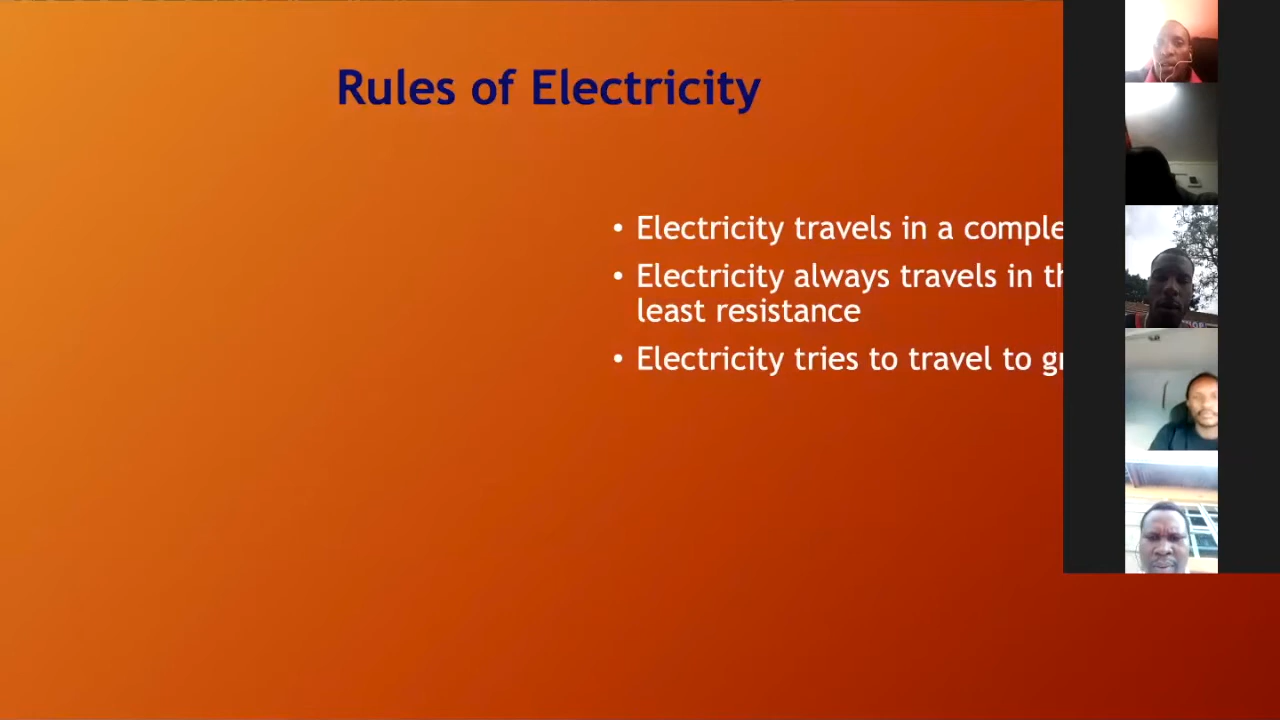 Rules of Electricity
• Electricity travels in a comple
• Electricity always travels in th
least resistance
• Electricity tries to travel to gr